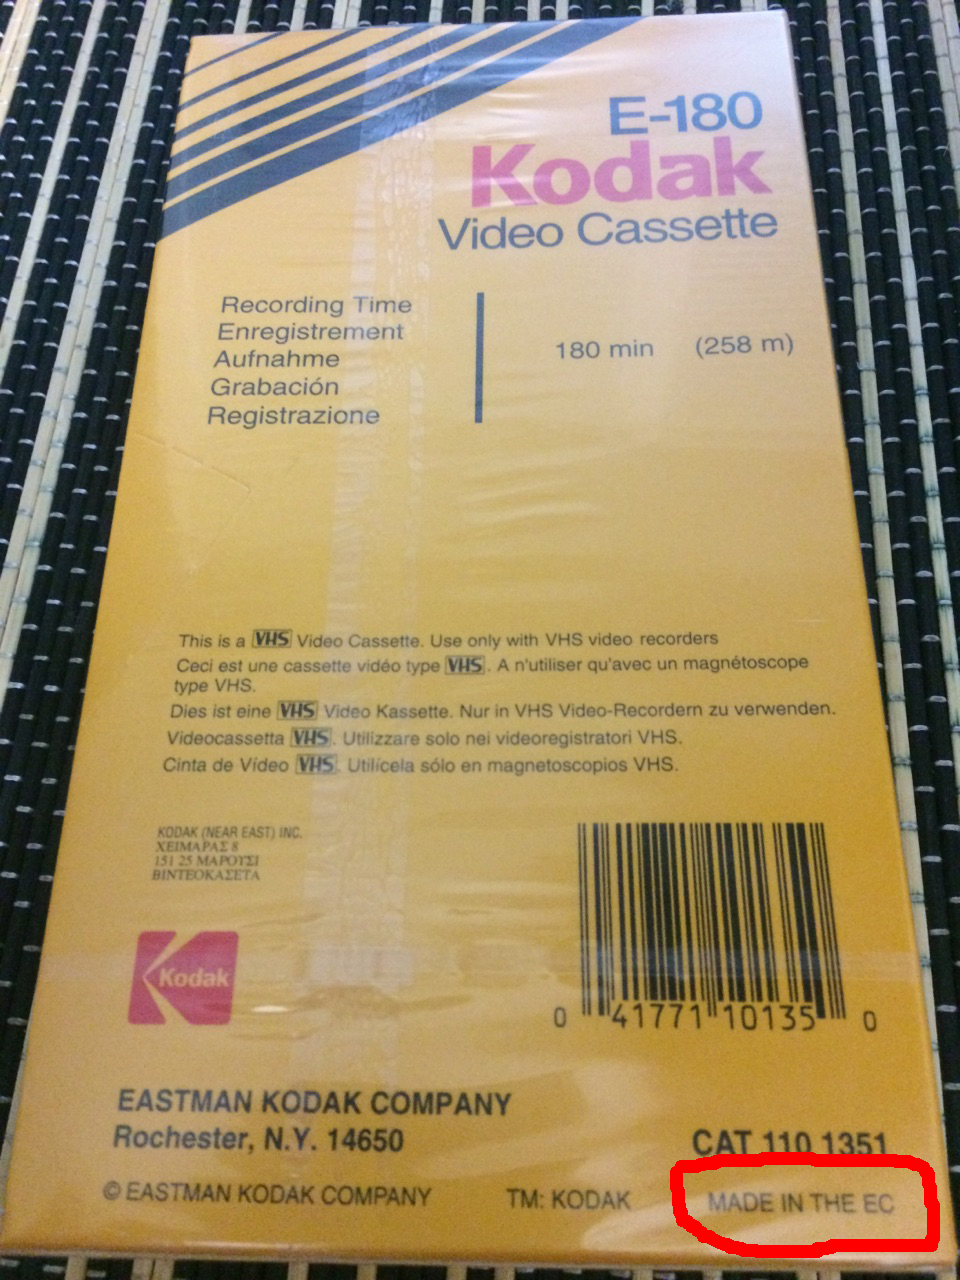 E-180
Kodak
Video Cassette
Recording Time
Enregistrement
Aufnahme
Grabación
Registrazione
180 min (258 m)
This is a VHS Video Cassette. Use only with VHS video recorders
Ceci est une cassette vidéo type VHS. A n'utiliser qu'avec un magnétoscope
type VHS.
Dies ist eine VHS Video Kassette. Nur in VHS Video-Recordern zu verwenden.
Videocassetta VHS. Utilizzare solo nei videoregistratori VHS.
Cinta de Vídeo VHS. Utilícela sólo en magnetoscopios VHS.
KODAK (NEAR EAST) INC.
ΧΕΙΜΑΡΑΣ 8
151 25 ΜΑΡΟΥΣΙ
ΒΙΝΤΕΟΚΑΣΕΤΑ
Kodak
0 41771 10135 0
EASTMAN KODAK COMPANY
Rochester, N.Y. 14650
CAT 110 1351
© EASTMAN KODAK COMPANY TM: KODAK MADE IN THE EC